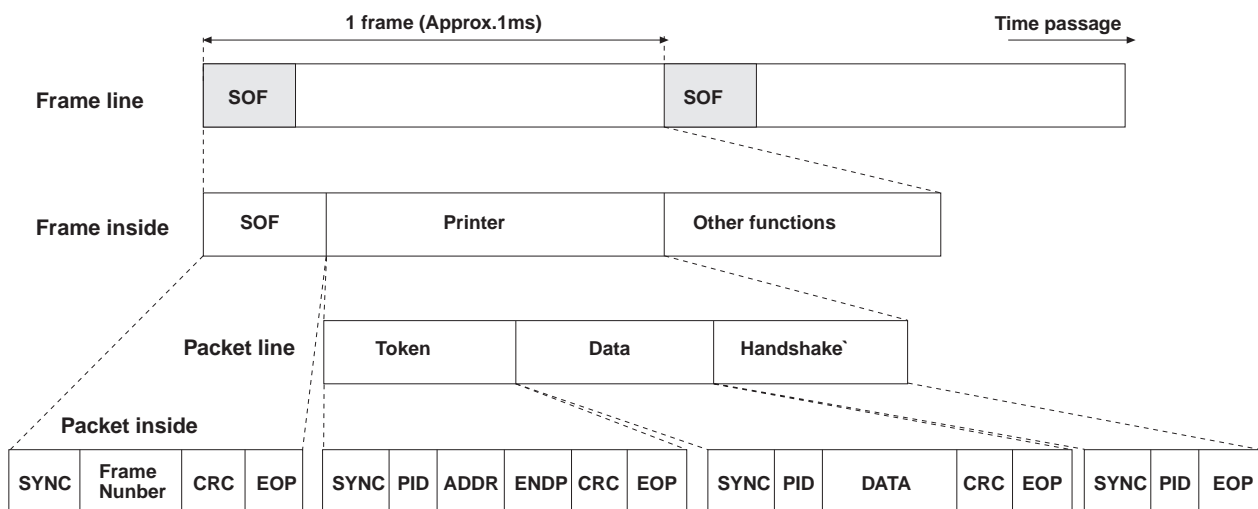 1 frame (Approx.1ms)
Time passage
Frame line
SOF
SOF
Frame inside
SOF
Printer
Other functions
Packet line
Token
Data
Handshake`
Packet inside
SYNC
Frame
Nunber
CRC
EOP
SYNC
PID
ADDR
ENDP
CRC
EOP
SYNC
PID
DATA
CRC
EOP
SYNC
PID
EOP